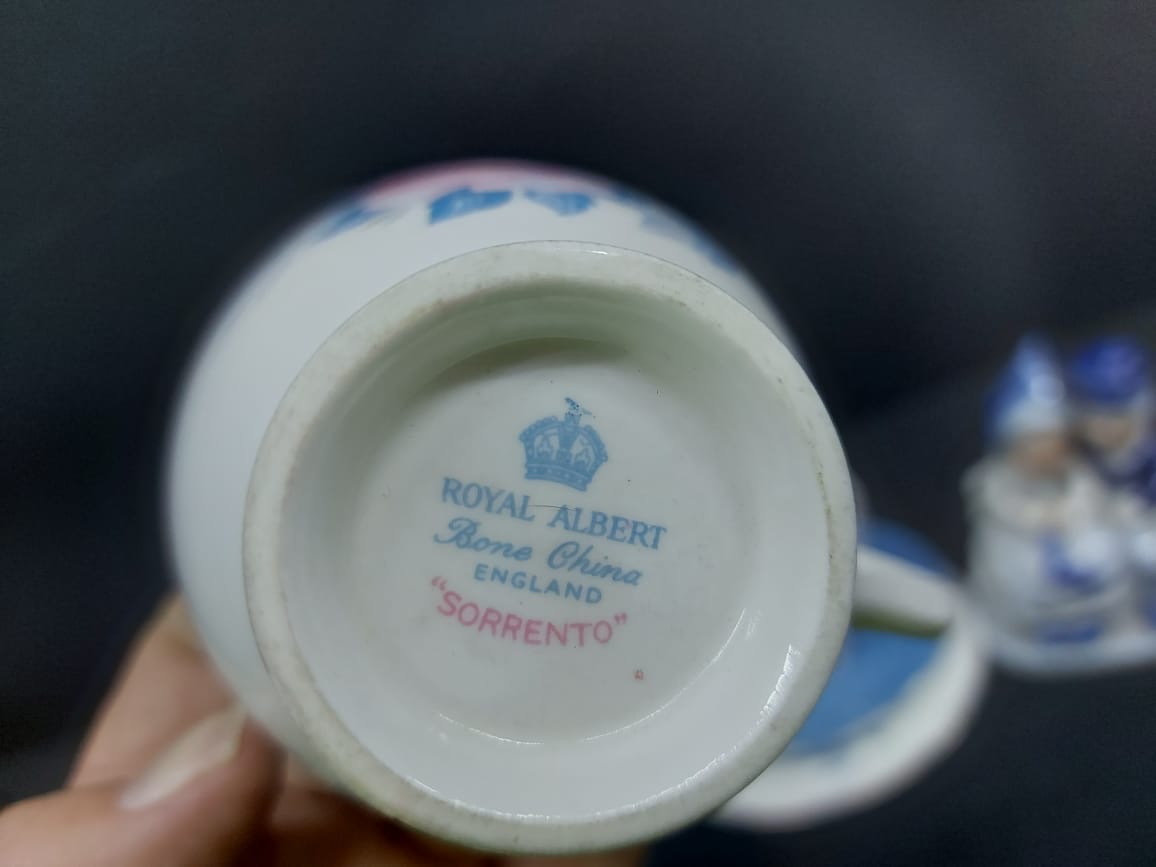 ROYAL ALBERT
Bone China
ENGLAND
"SORRENTO"